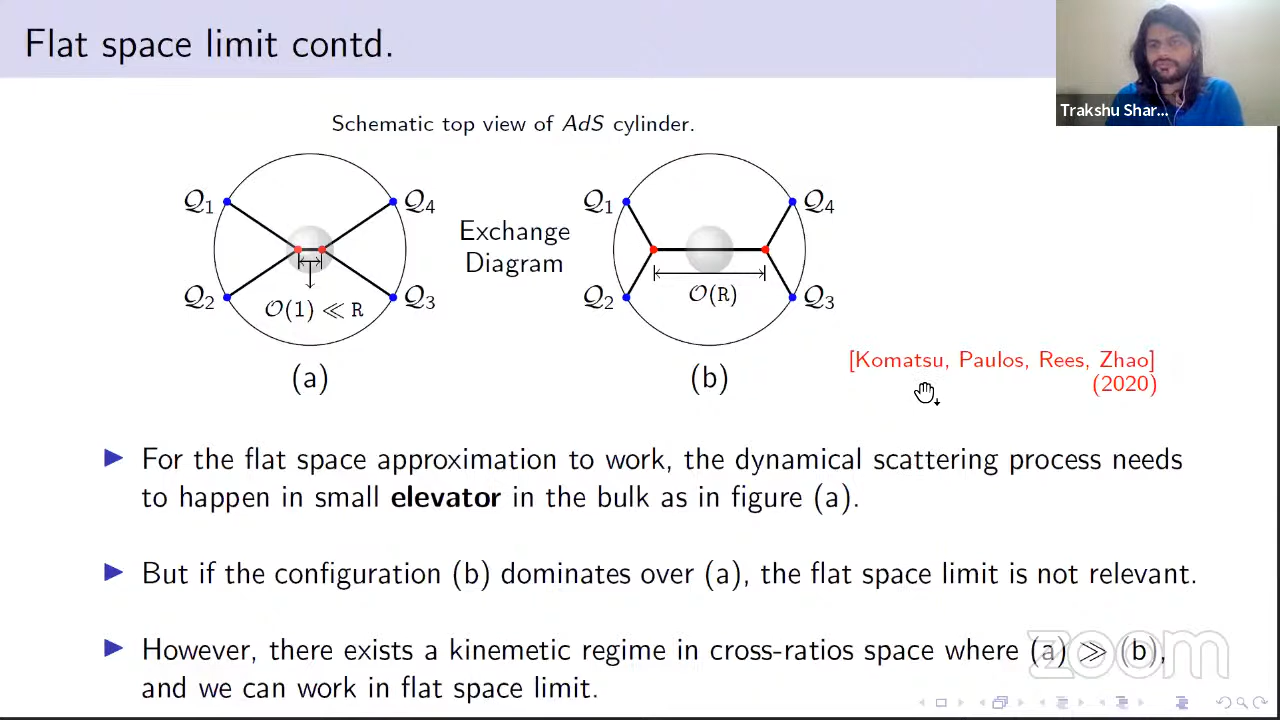 Flat space limit contd.
Trakshu Shar...
Schematic top view of AdS cylinder.
𝒬1 𝒬4 𝒬1 𝒬4
Exchange
Diagram
𝒬2 𝒬3 𝒬2 𝒬3
𝒪(1) ≪ R 𝒪(R)
(a) (b)
[Komatsu, Paulos, Rees, Zhao]
(2020)
For the flat space approximation to work, the dynamical scattering process needs
to happen in small elevator in the bulk as in figure (a).
But if the configuration (b) dominates over (a), the flat space limit is not relevant.
However, there exists a kinemetic regime in cross-ratios space where (a) ≫ (b),
and we can work in flat space limit.
zoom